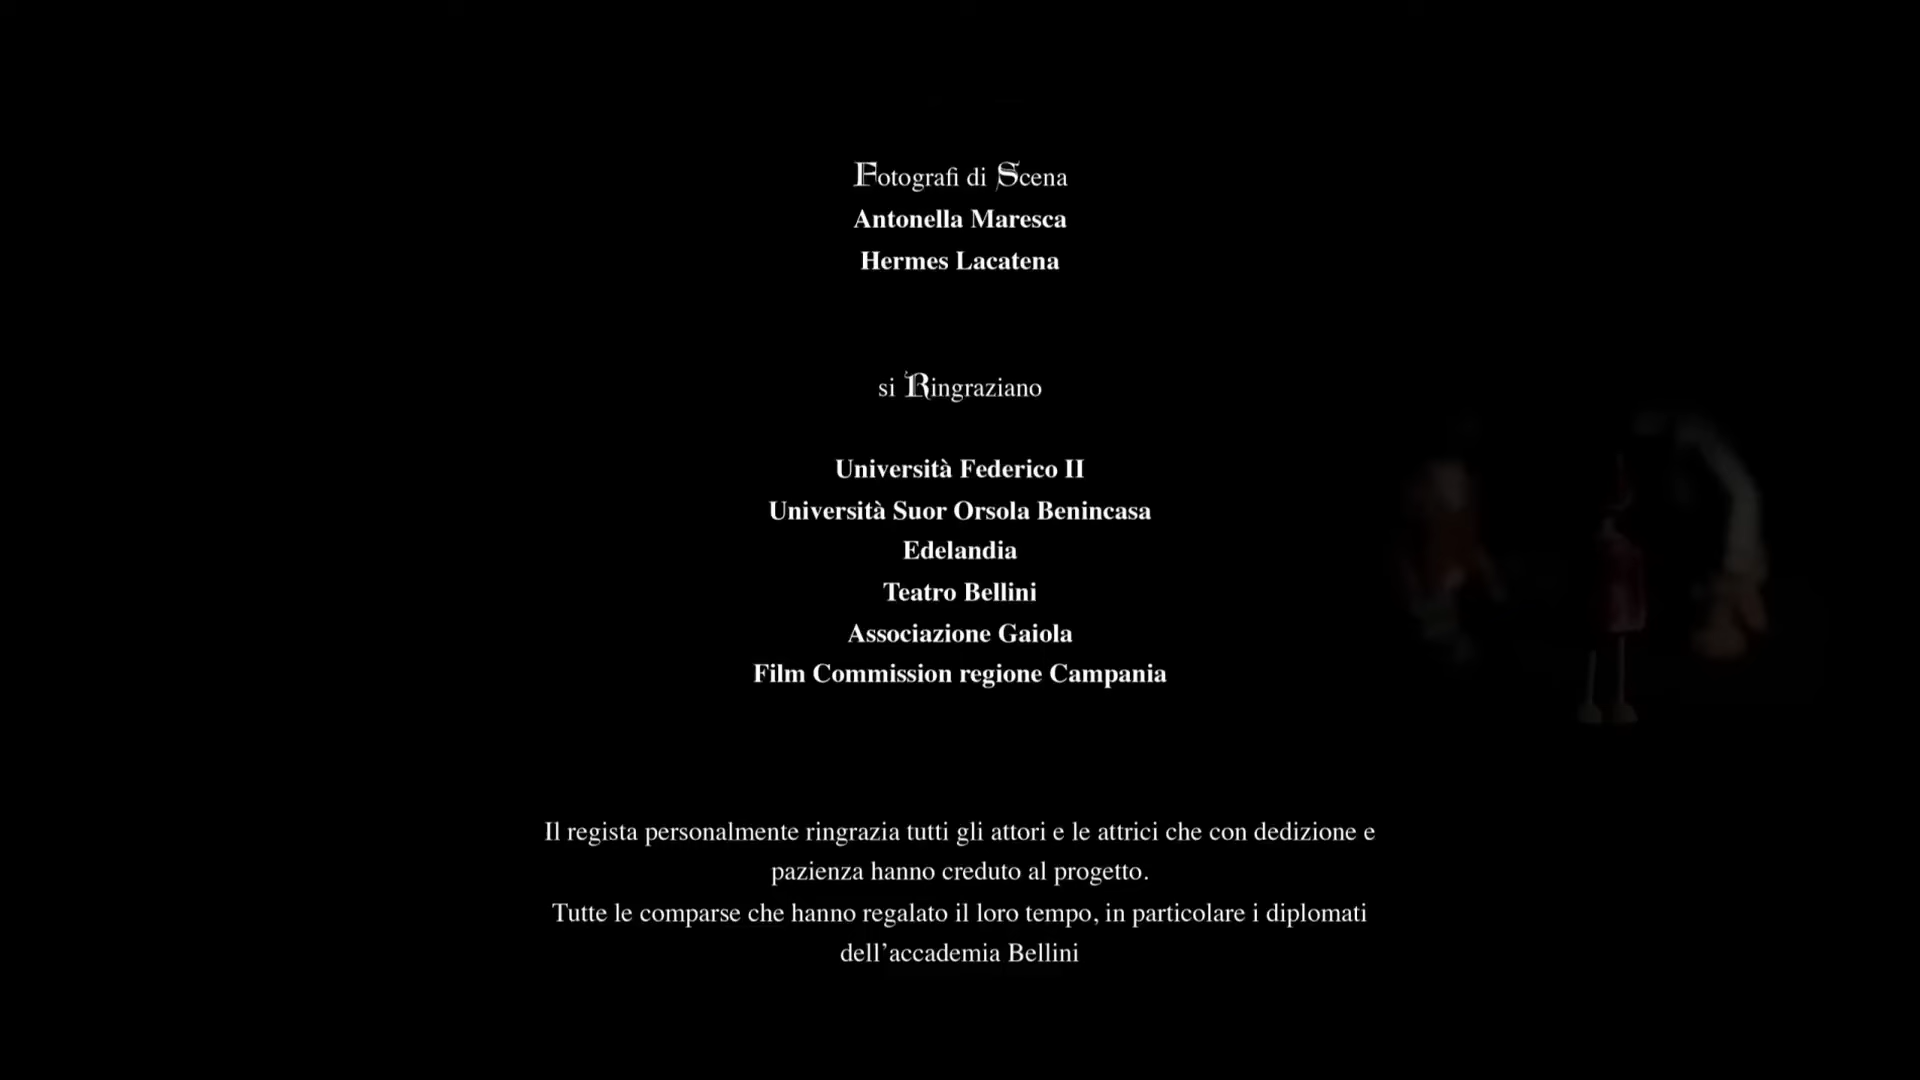 Fotografi di Scena
Antonella Maresca
Hermes Lacatena
si Ringraziano
Università Federico II
Università Suor Orsola Benincasa
Edelandia
Teatro Bellini
Associazione Gaiola
Film Commission regione Campania
Il regista personalmente ringrazia tutti gli attori e le attrici che con dedizione e
pazienza hanno creduto al progetto.
Tutte le comparse che hanno regalato il loro tempo, in particolare i diplomati
dell’accademia Bellini